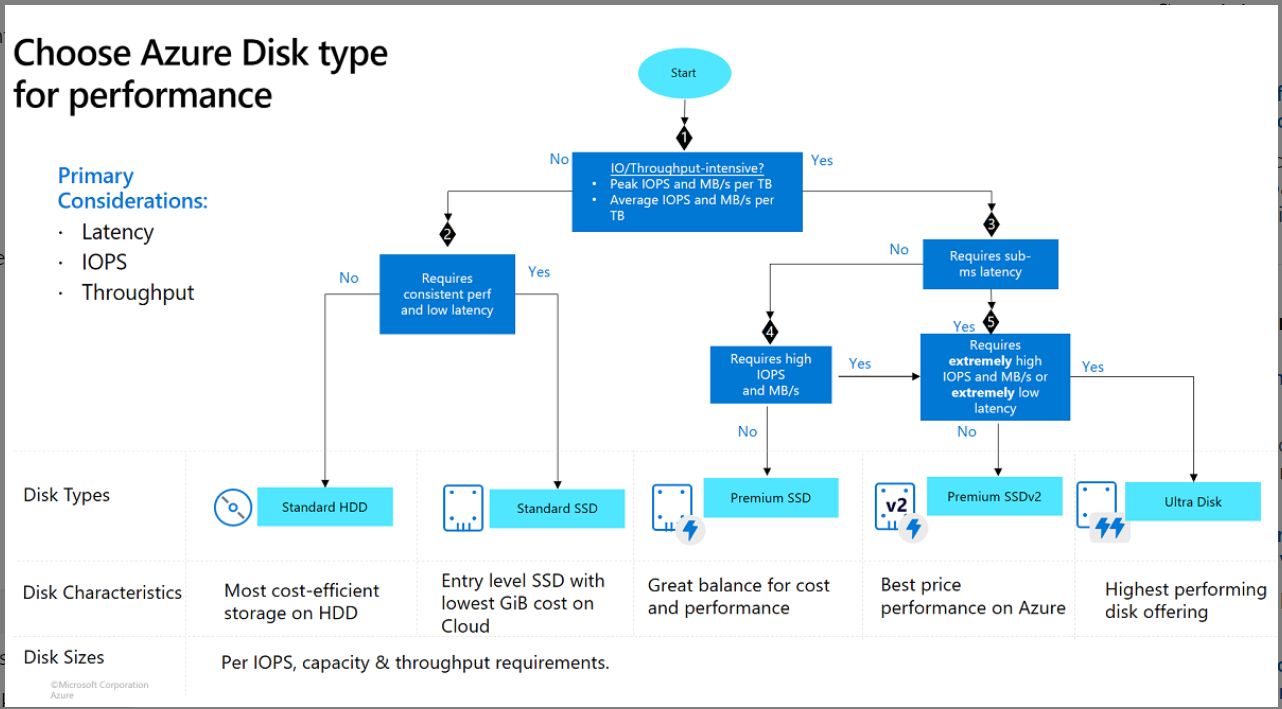 Choose Azure Disk type
for performance
Start
Primary
Considerations:
· Latency
· IOPS
· Throughput
1
No
Yes
IO/Throughput-intensive?
• Peak IOPS and MB/s per TB
• Average IOPS and MB/s per
TB
2
3
No
Yes
Requires
consistent perf
and low latency
No
Requires sub-
ms latency
4
Yes
5
Requires high
IOPS
and MB/s
Yes
Requires
extremely high
IOPS and MB/s or
extremely low
latency
Yes
No
No
Disk Types
Standard HDD
Standard SSD
Premium SSD
v2
Premium SSDv2
Ultra Disk
Disk Characteristics
Most cost-efficient
storage on HDD
Entry level SSD with
lowest GiB cost on
Cloud
Great balance for cost
and performance
Best price
performance on Azure
Highest performing
disk offering
Disk Sizes
Per IOPS, capacity & throughput requirements.
©Microsoft Corporation
Azure